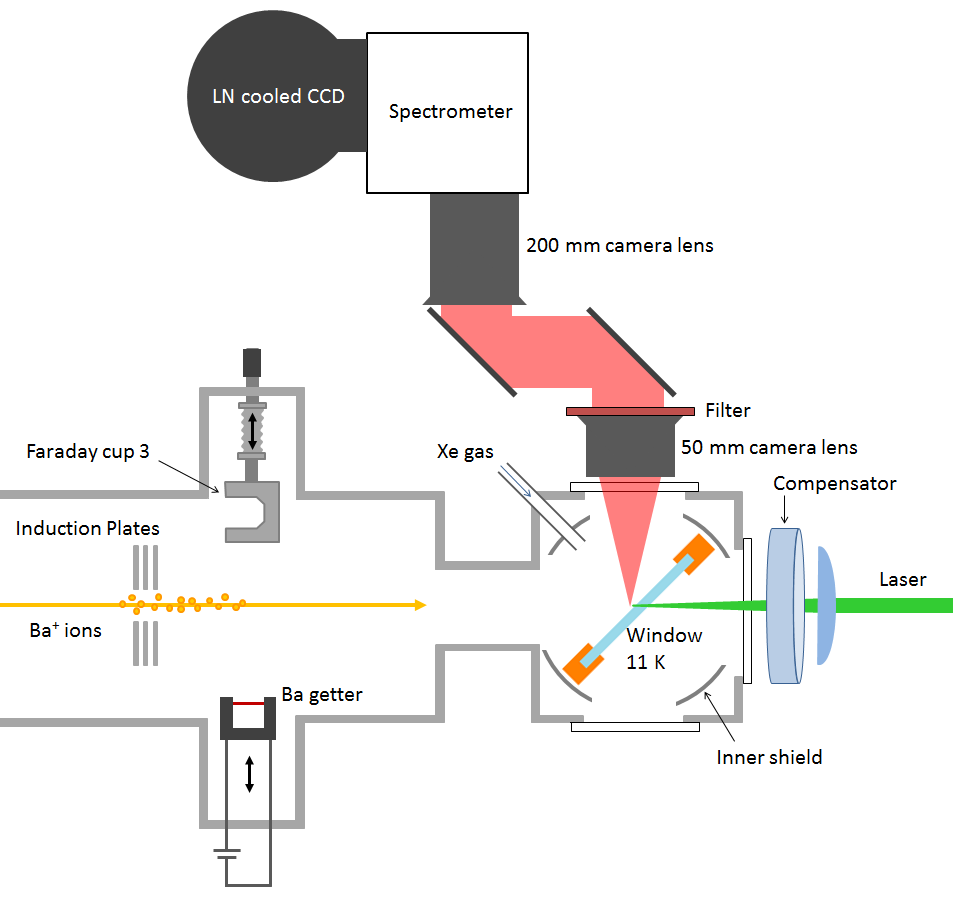 LN cooled CCD
Spectrometer
200 mm camera lens
Filter
50 mm camera lens
Xe gas
Faraday cup 3
Compensator
Induction Plates
Laser
Ba⁺ ions
Window
11 K
Ba getter
Inner shield